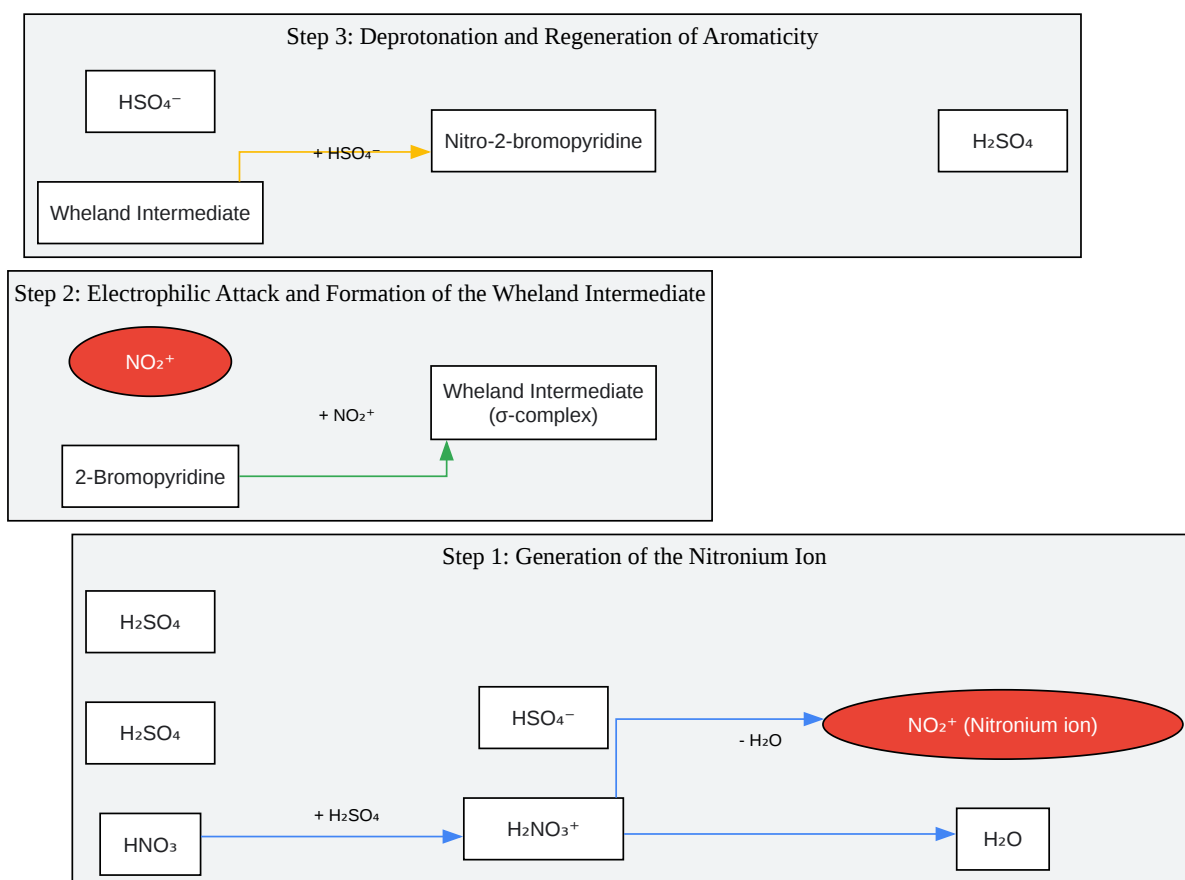 Step 3: Deprotonation and Regeneration of Aromaticity
HSO₄⁻
Nitro-2-bromopyridine
H₂SO₄
+ HSO₄⁻
Wheland Intermediate
Step 2: Electrophilic Attack and Formation of the Wheland Intermediate
NO₂⁺
Wheland Intermediate
(σ-complex)
+ NO₂⁺
2-Bromopyridine
Step 1: Generation of the Nitronium Ion
H₂SO₄
HSO₄⁻
NO₂⁺ (Nitronium ion)
H₂SO₄
- H₂O
+ H₂SO₄
H₂NO₃⁺
H₂O
HNO₃